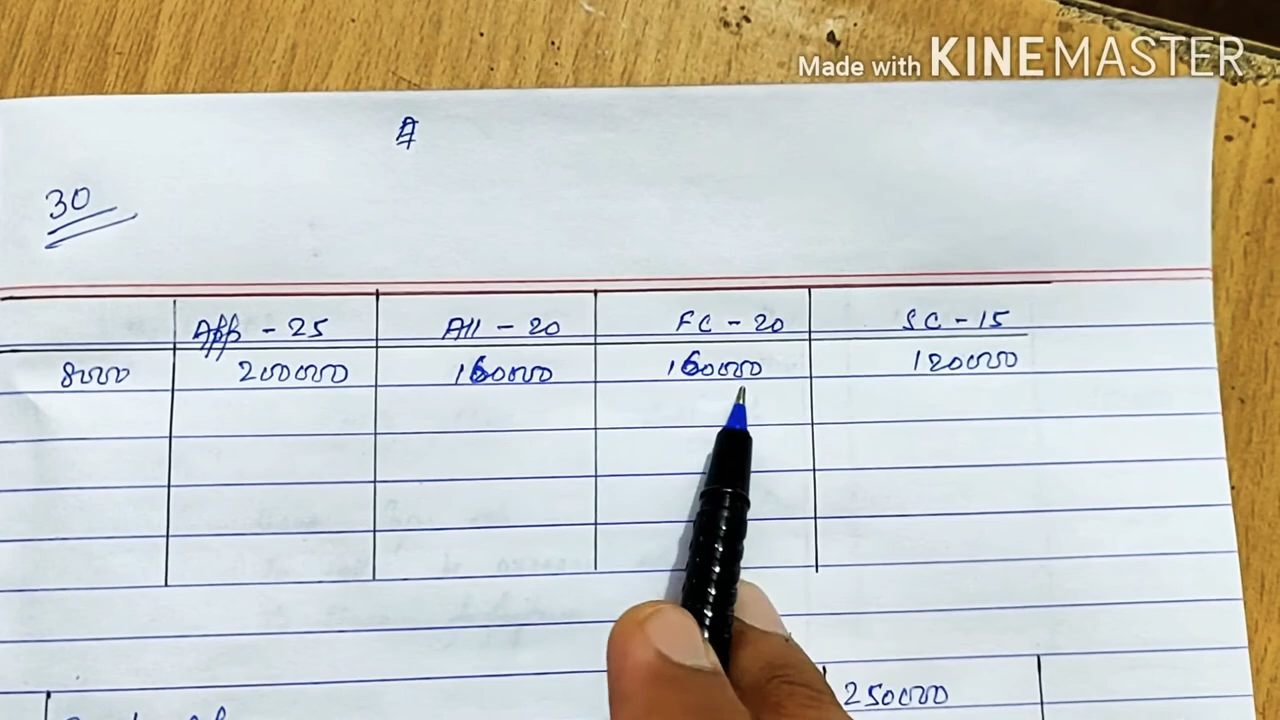 Made with KINEMASTER
#
30
App - 25 All - 20 FC - 20 SC - 15
8000 200000 160000 160000 120000
250000